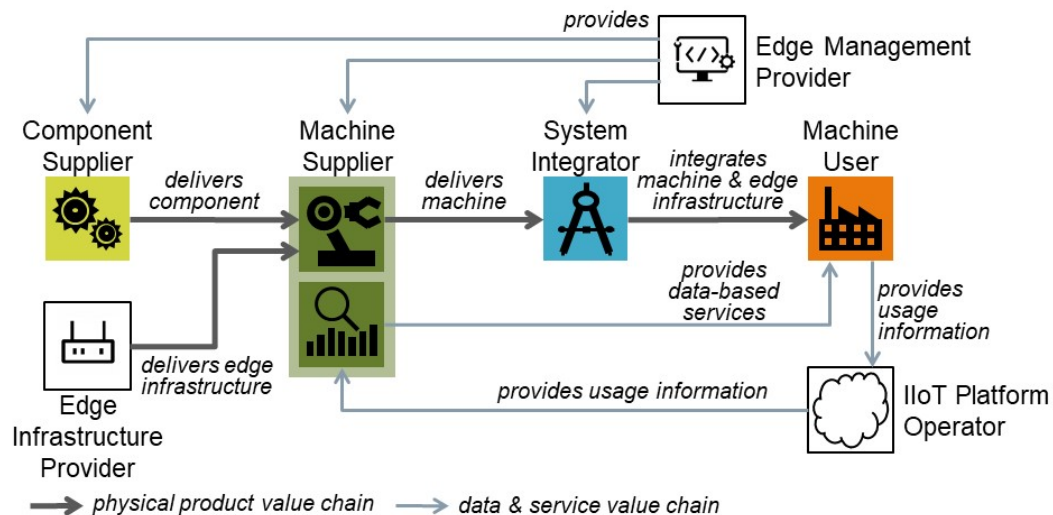 provides
Edge Management
Provider
Component
Supplier
Machine
Supplier
System
Integrator
Machine
User
delivers
component
delivers
machine
integrates
machine & edge
infrastructure
</>
provides
data-based
services
provides
usage
information
delivers edge
infrastructure
provides usage information
Edge
Infrastructure
Provider
IIoT Platform
Operator
physical product value chain
data & service value chain